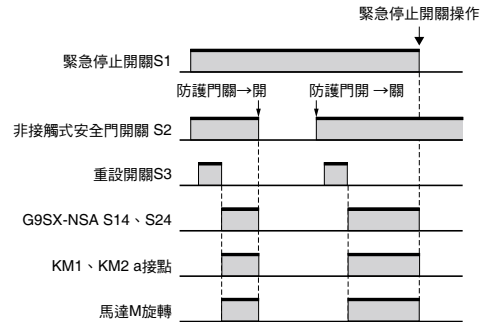 緊急停止開關操作
緊急停止開關S1
防護門關→開
防護門開 →關
非接觸式安全門開關 S2
重設開關S3
G9SX-NSA S14、S24
KM1、KM2 a接點
馬達M旋轉